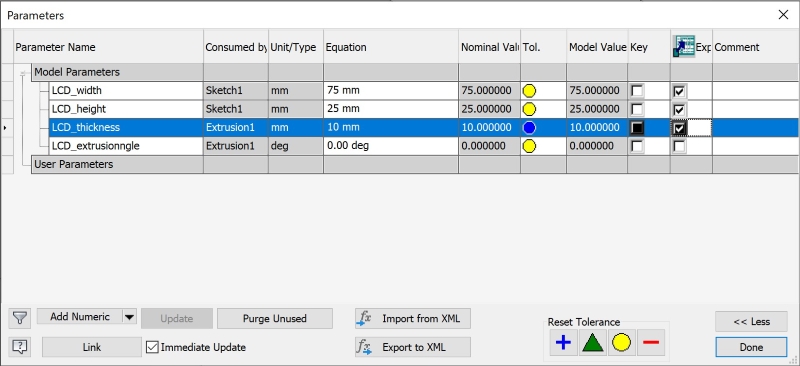 Parameters
Parameter Name Consumed by Unit/Type Equation Nominal Valu Tol. Model Value Key Exp Comment
Model Parameters
LCD_width Sketch1 mm 75 mm 75.000000 75.000000
LCD_height Sketch1 mm 25 mm 25.000000 25.000000
LCD_thickness Extrusion1 mm 10 mm 10.000000 10.000000
LCD_extrusionngle Extrusion1 deg 0.00 deg 0.000000 0.000000
User Parameters
Add Numeric Update Purge Unused fx Import from XML Reset Tolerance << Less
Link Immediate Update fx Export to XML Done